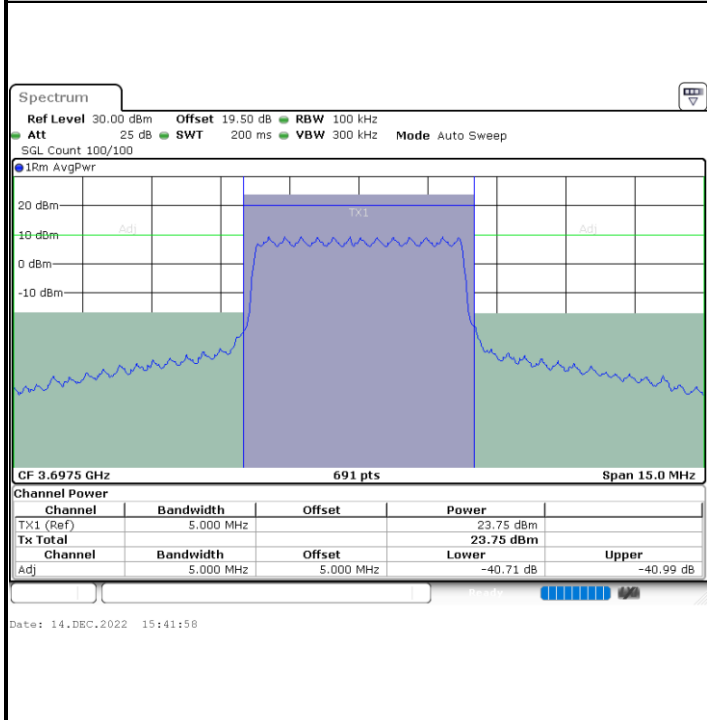 Spectrum
Ref Level 30.00 dBm Offset 19.50 dB RBW 100 kHz
Att 25 dB SWT 200 ms VBW 300 kHz Mode Auto Sweep
SGL Count 100/100
1Rm AvgPwr
20 dBm
TX1
Adj
Adj
10 dBm
0 dBm
-10 dBm
CF 3.6975 GHz 691 pts Span 15.0 MHz
Channel Power
Channel Bandwidth Offset Power
TX1 (Ref) 5.000 MHz 23.75 dBm
Tx Total 23.75 dBm
Channel Bandwidth Offset Lower Upper
Adj 5.000 MHz 5.000 MHz -40.71 dB -40.99 dB
Ready
Date: 14.DEC.2022 15:41:58